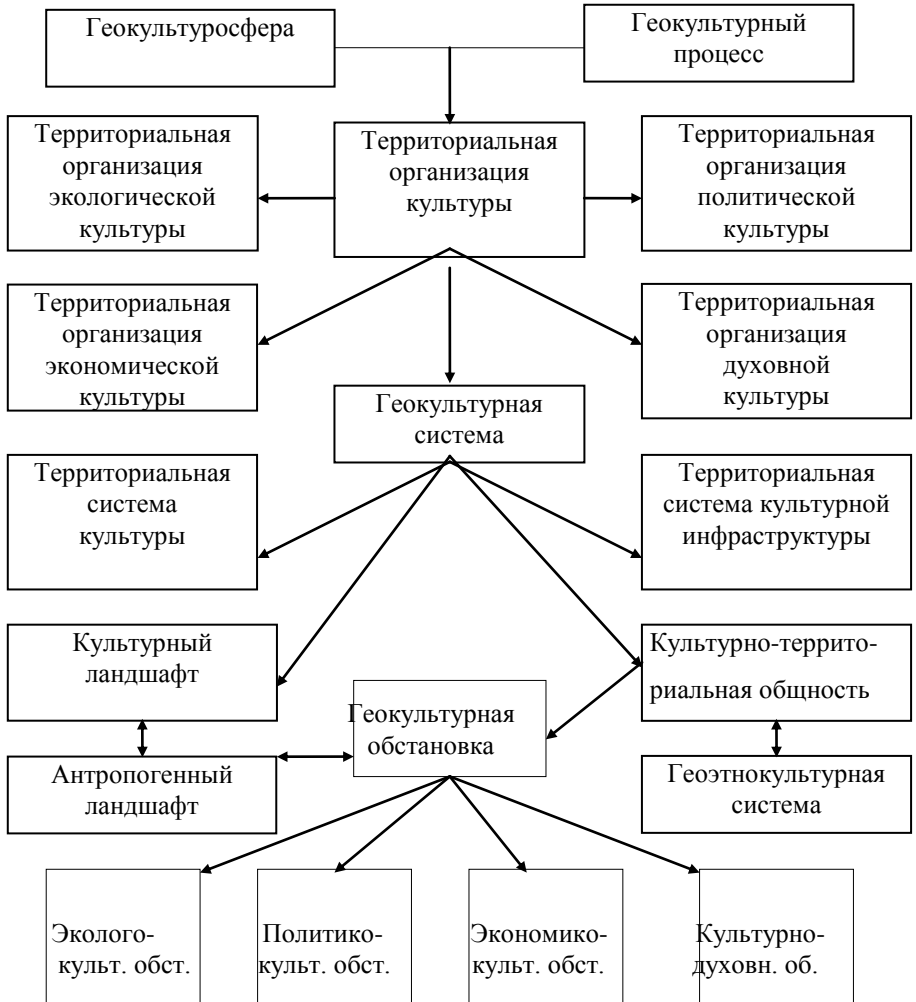 Геокультуросфера
Геокультурный
процесс
Территориальная
организация
экологической
культуры
Территориальная
организация
культуры
Территориальная
организация
политической
культуры
Территориальная
организация
экономической
культуры
Территориальная
организация
духовной
культуры
Геокультурная
система
Территориальная
система
культуры
Территориальная
система культурной
инфраструктуры
Культурный
ландшафт
Культурно-террито-
риальная общность
Геокультурная
обстановка
Антропогенный
ландшафт
Геоэтнокультурная
система
Эколого-
культ. обст.
Политико-
культ. обст.
Экономико-
культ. обст.
Культурно-
духовн. об.